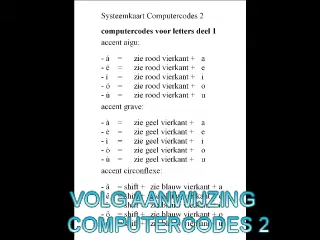 Systeemkaart Computercodes 2
computercodes voor letters deel 1
accent aigu:
- á = zie rood vierkant + a
- é = zie rood vierkant + e
- í = zie rood vierkant + i
- ó = zie rood vierkant + o
- ú = zie rood vierkant + u
accent grave:
- à = zie geel vierkant + a
- è = zie geel vierkant + e
- ì = zie geel vierkant + i
- ò = zie geel vierkant + o
- ù = zie geel vierkant + u
accent circonflexe:
- â = shift + zie blauw vierkant + a
VOLG AANWIJZING
COMPUTERCODES 2